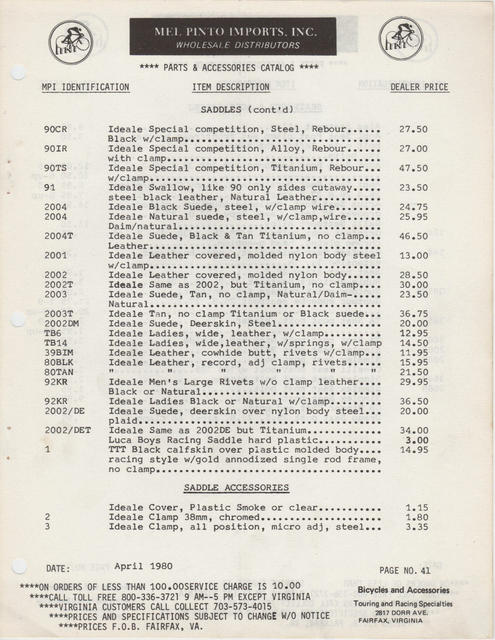 MEL PINTO IMPORTS, INC.
WHOLESALE DISTRIBUTORS
**** PARTS & ACCESSORIES CATALOG ****
MPI IDENTIFICATION ITEM DESCRIPTION DEALER PRICE
SADDLES (cont'd)
90CR Ideale Special competition, Steel, Rebour...... 27.50
Black w/clamp...................................
90IR Ideale Special competition, Alloy, Rebour...... 27.00
with clamp......................................
90TS Ideale Special competition, Titanium, Rebour... 47.50
w/clamp.........................................
91 Ideale Swallow, like 90 only sides cutaway..... 23.50
steel black leather, Natural Leather............
2004 Ideale Black Suede, steel, w/clamp wire........ 24.75
2004 Ideale Natural suede, steel, w/clamp,wire...... 25.95
Daim/natural....................................
2004T Ideale Suede, Black & Tan Titanium, no clamp... 46.50
Leather.........................................
2001 Ideale Leather covered, molded nylon body steel 13.00
w/clamp.........................................
2002 Ideale Leather covered, molded nylon body...... 28.50
2002T Ideale Same as 2002, but Titanium, no clamp.... 30.00
2003 Ideale Suede, Tan, no clamp, Natural/Daim-..... 23.50
Natural.........................................
2003T Ideale Tan, no clamp Titanium or Black suede... 36.75
2002DM Ideale Suede, Deerskin, Steel.................. 20.00
TB6 Ideale Ladies, wide, leather, w/clamp.......... 12.95
TB14 Ideale Ladies, wide,leather, w/springs, w/clamp 14.50
39BIM Ideale Leather, cowhide butt, rivets w/clamp... 11.95
80BLK Ideale Leather, record, adj clamp, rivets...... 15.95
80TAN " " " " " " " 21.50
92KR Ideale Men's Large Rivets w/o clamp leather.... 29.95
Black or Natural................................
92KR Ideale Ladies Black or Natural w/clamp......... 36.50
2002/DE Ideale Suede, deerskin over nylon body steel... 20.00
plaid...........................................
2002/DET Ideale Same as 2002DE but Titanium............. 34.00
Luca Boys Racing Saddle hard plastic........... 3.00
1 TTT Black calfskin over plastic molded body.... 14.95
racing style w/gold annodized single rod frame,
no clamp........................................
SADDLE ACCESSORIES
Ideale Cover, Plastic Smoke or clear........... 1.15
2 Ideale Clamp 38mm, chromed..................... 1.80
3 Ideale Clamp, all position, micro adj, steel... 3.35
DATE: April 1980 PAGE NO. 41
****ON ORDERS OF LESS THAN 100.00SERVICE CHARGE IS 10.00
****CALL TOLL FREE 800-336-3721 9 AM--5 PM EXCEPT VIRGINIA
****VIRGINIA CUSTOMERS CALL COLLECT 703-573-4015
****PRICES AND SPECIFICATIONS SUBJECT TO CHANGE W/O NOTICE
****PRICES F.O.B. FAIRFAX, VA.
Bicycles and Accessories
Touring and Racing Specialties
2817 DORR AVE.
FAIRFAX, VIRGINIA